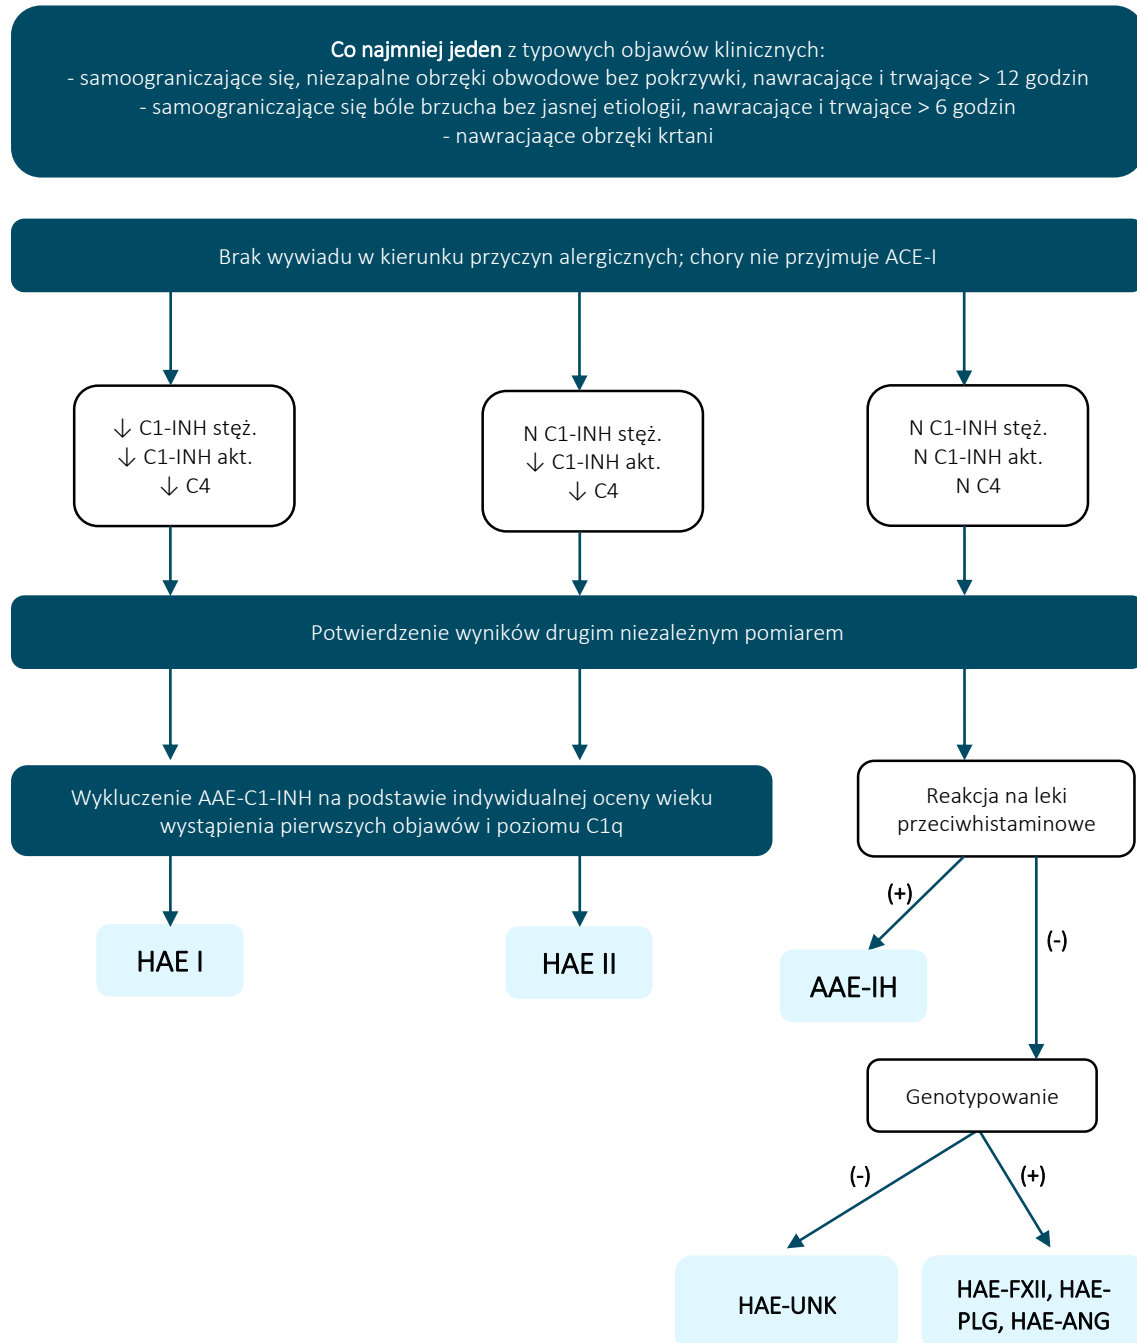 Co najmniej jeden z typowych objawów klinicznych:
- samoograniczające się, niezapalne obrzęki obwodowe bez pokrzywki, nawracające i trwające > 12 godzin
- samoograniczające się bóle brzucha bez jasnej etiologii, nawracające i trwające > 6 godzin
- nawracjaące obrzęki krtani
Brak wywiadu w kierunku przyczyn alergicznych; chory nie przyjmuje ACE-I
↓ C1-INH stęż.
↓ C1-INH akt.
↓ C4
N C1-INH stęż.
↓ C1-INH akt.
↓ C4
N C1-INH stęż.
N C1-INH akt.
N C4
Potwierdzenie wyników drugim niezależnym pomiarem
Wykluczenie AAE-C1-INH na podstawie indywidualnej oceny wieku
wystąpienia pierwszych objawów i poziomu C1q
Reakcja na leki
przeciwhistaminowe
(+)
(-)
HAE I
HAE II
AAE-IH
Genotypowanie
(-)
(+)
HAE-UNK
HAE-FXII, HAE-
PLG, HAE-ANG